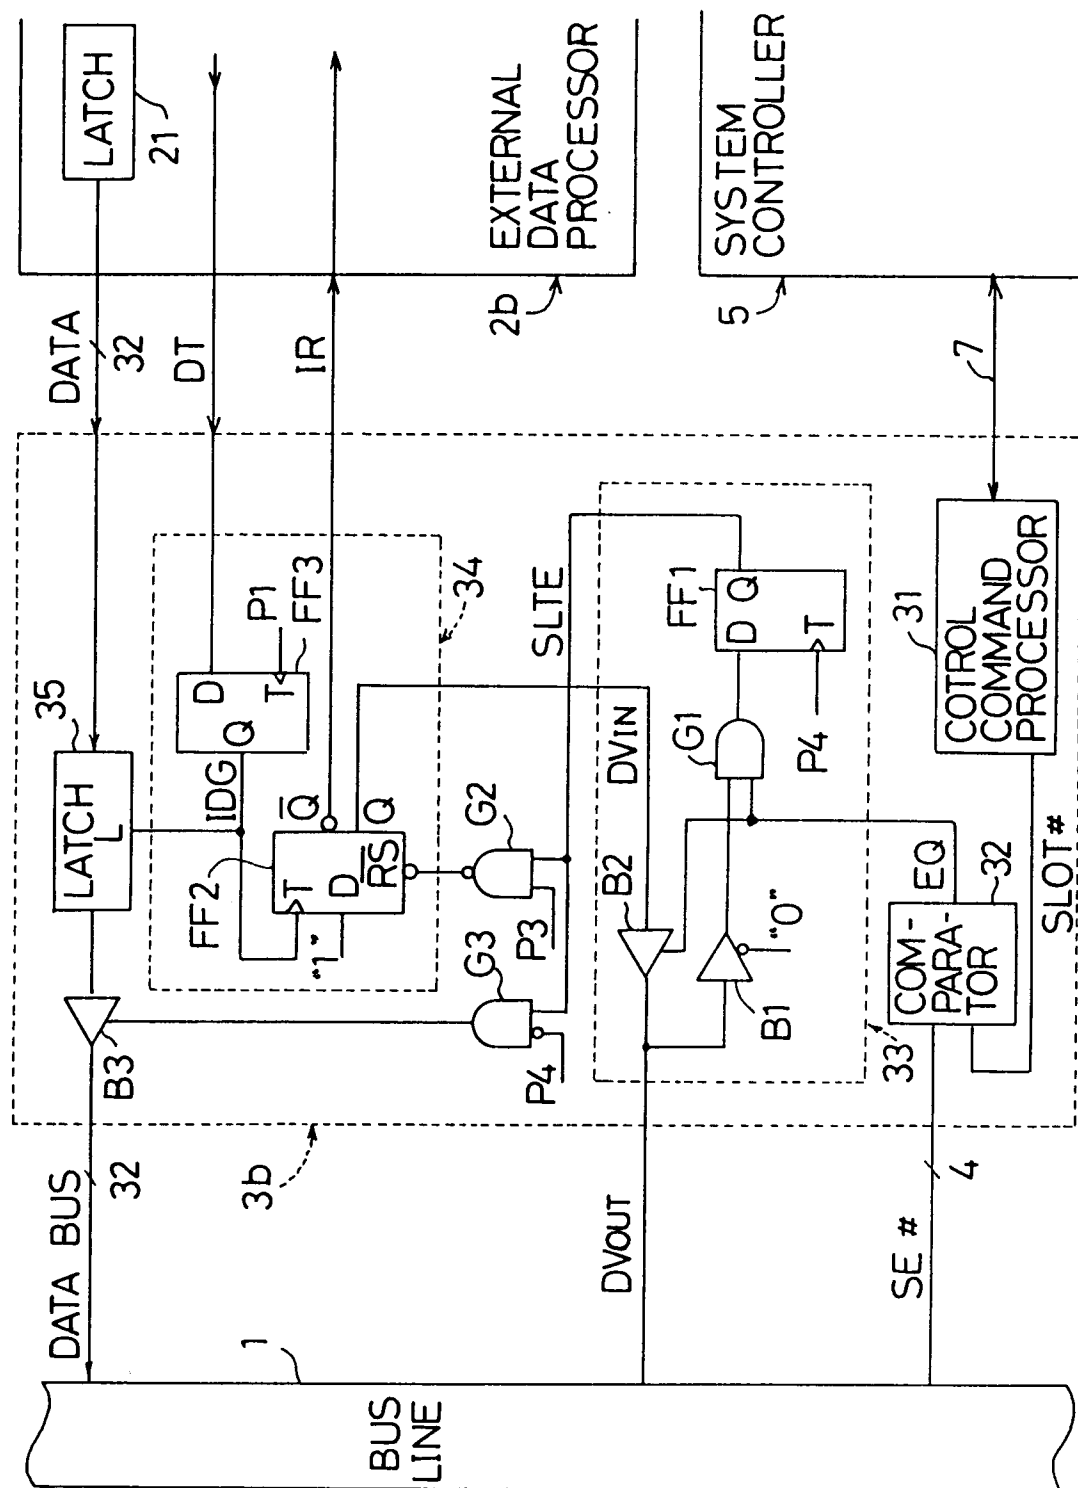 LATCH
21
DATA
32
DT
IR
EXTERNAL
DATA
PROCESSOR
2b
SYSTEM
CONTROLLER
5
7
35
LATCH
L
IDG
D
Q
T
P1
FF3
34
FF2
T
D
RS
Q
Q
"1"
G2
P3
G3
P4
B3
DATA BUS
32
3b
SLTE
DVIN
FF1
D
Q
T
P4
G1
B2
B1
"0"
33
DVOUT
EQ
32
COM-
PARA-
TOR
SLOT#
31
COTROL
COMMAND
PROCESSOR
SE #
4
1
BUS
LINE